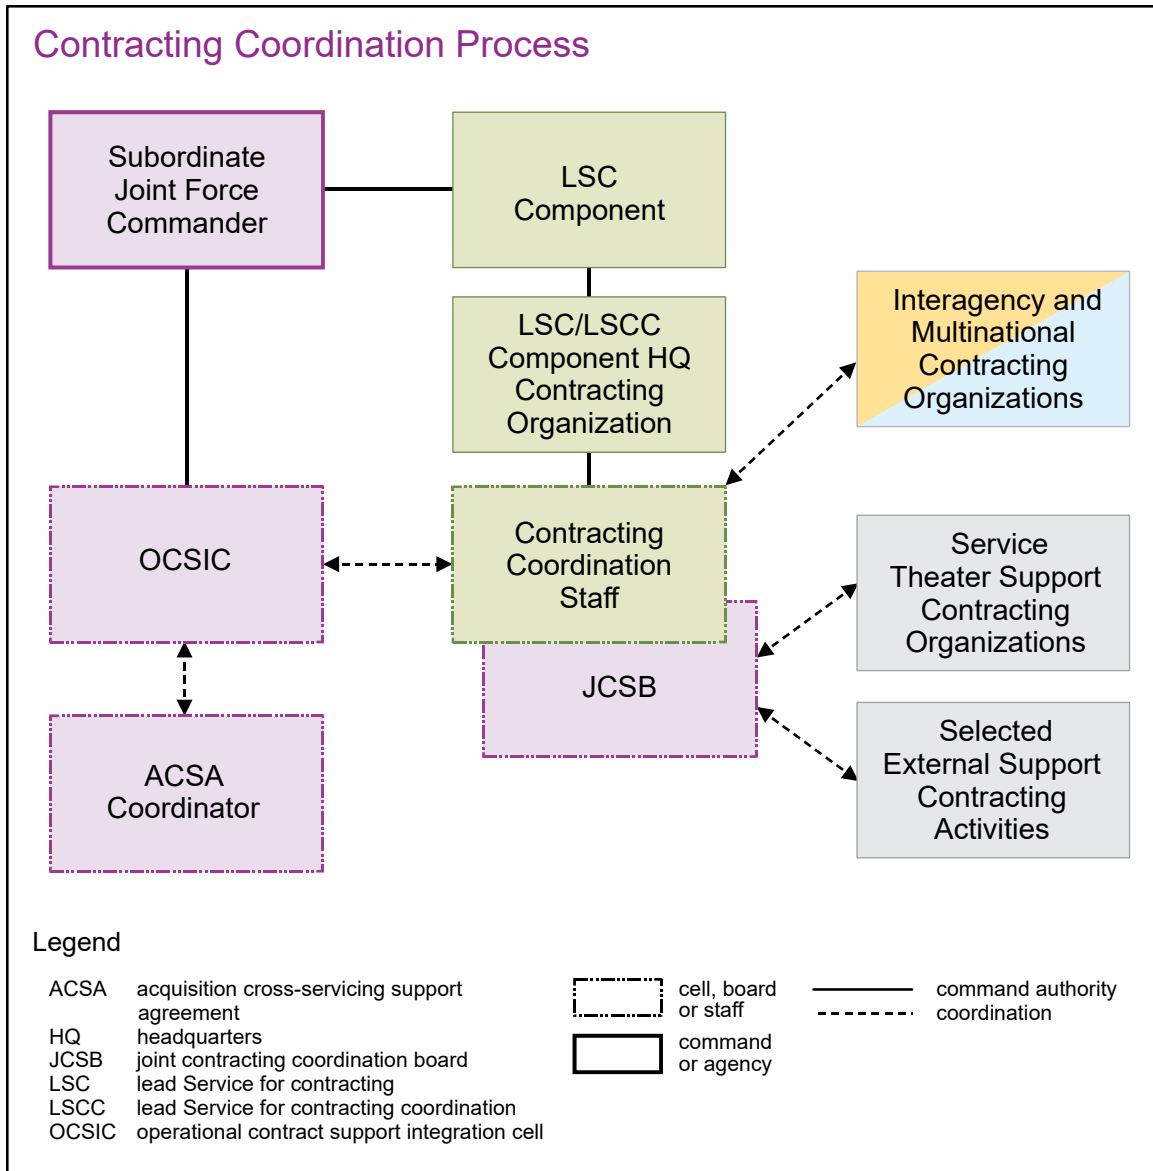 Contracting Coordination Process
Subordinate
Joint Force
Commander
LSC
Component
LSC/LSCC
Component HQ
Contracting
Organization
Interagency and
Multinational
Contracting
Organizations
OCSIC
Contracting
Coordination
Staff
Service
Theater Support
Contracting
Organizations
JCSB
ACSA
Coordinator
Selected
External Support
Contracting
Activities
Legend
ACSA acquisition cross-servicing support
agreement
HQ headquarters
JCSB joint contracting coordination board
LSC lead Service for contracting
LSCC lead Service for contracting coordination
OCSIC operational contract support integration cell
cell, board
or staff
command
or agency
command authority
coordination